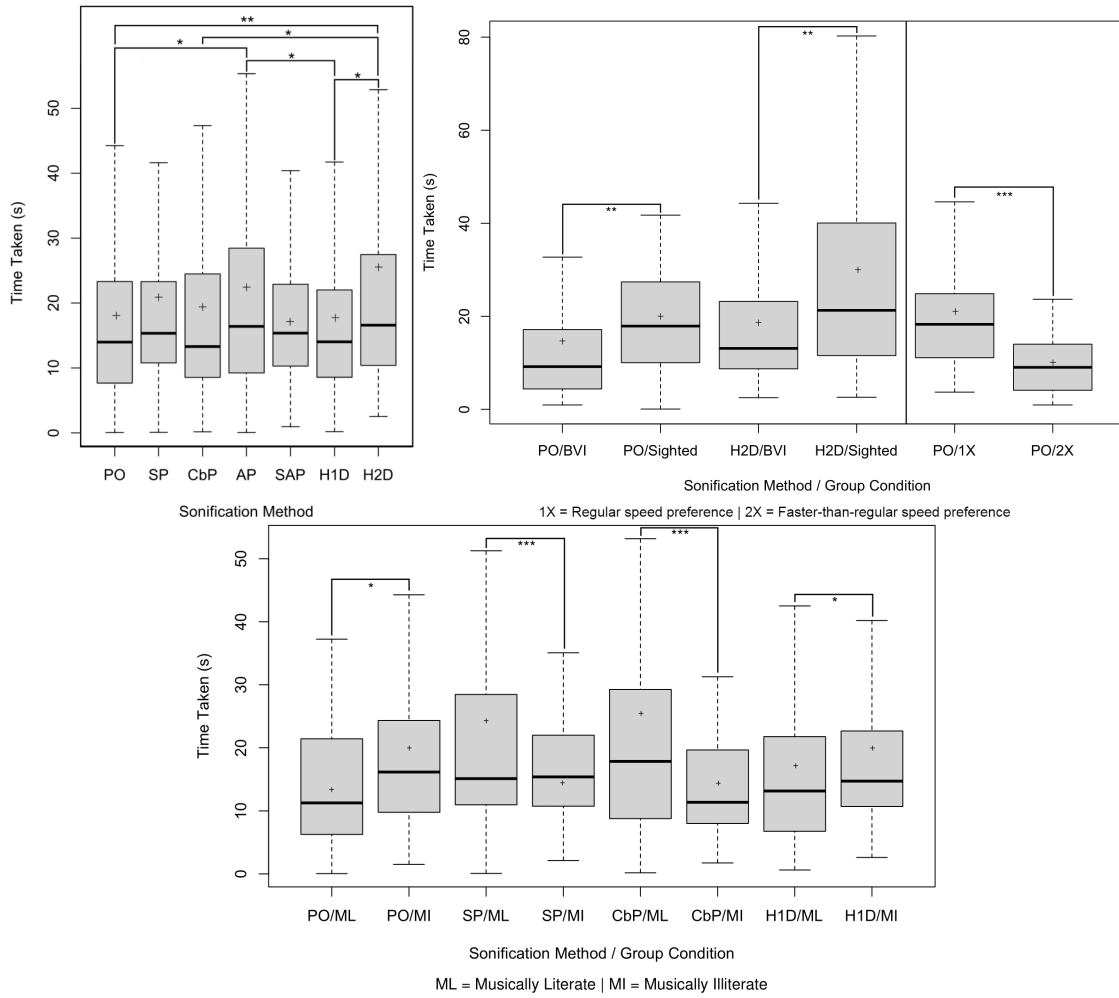 **
*
*
*
*
Time Taken (s)
0
10
20
30
40
50
PO SP CbP AP SAP H1D H2D
Sonification Method
**
**
***
Time Taken (s)
0
20
40
60
80
PO/BVI PO/Sighted H2D/BVI H2D/Sighted PO/1X PO/2X
Sonification Method / Group Condition
1X = Regular speed preference | 2X = Faster-than-regular speed preference
*
***
***
*
Time Taken (s)
0
10
20
30
40
50
PO/ML PO/MI SP/ML SP/MI CbP/ML CbP/MI H1D/ML H1D/MI
Sonification Method / Group Condition
ML = Musically Literate | MI = Musically Illiterate